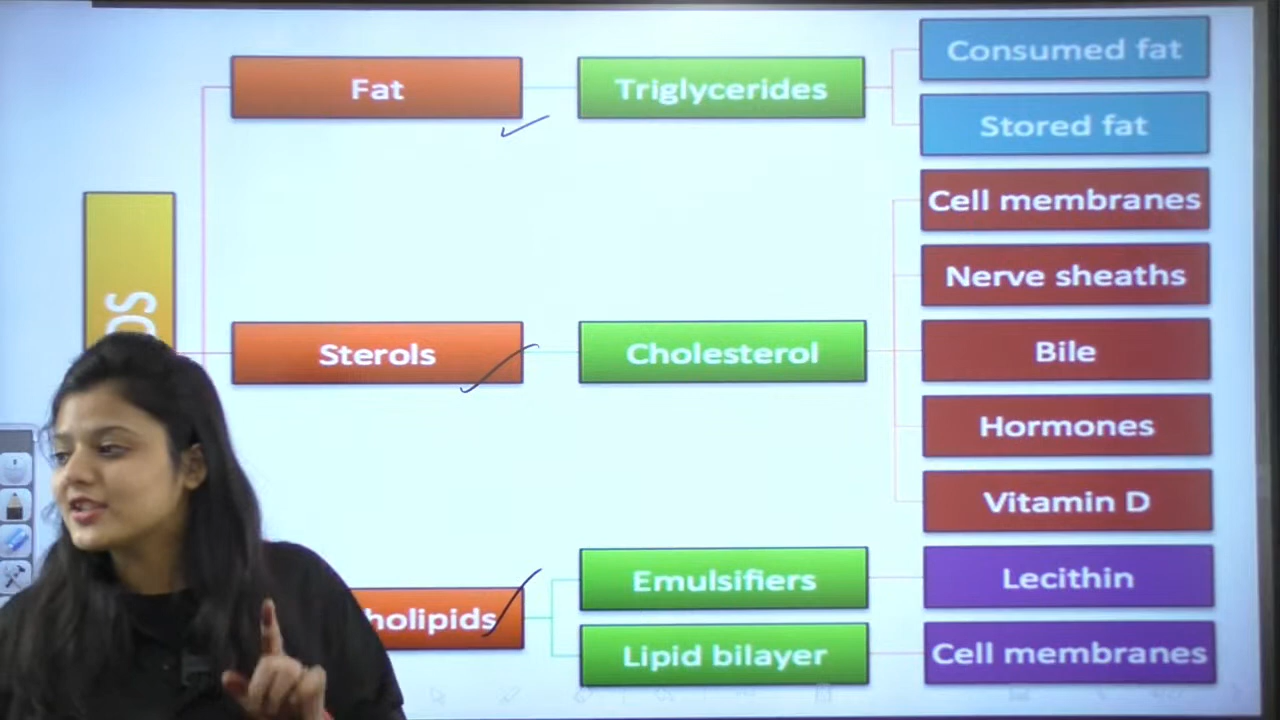 Fat
Triglycerides
Consumed fat
Stored fat
Sterols
Cholesterol
Cell membranes
Nerve sheaths
Bile
Hormones
Vitamin D
Emulsifiers
Lecithin
Lipid bilayer
Cell membranes